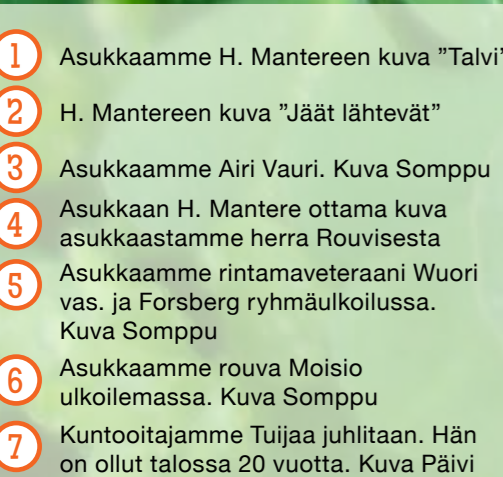 1 Asukkaamme H. Mantereen kuva ”Talvi”
2 H. Mantereen kuva ”Jäät lähtevät”
3 Asukkaamme Airi Vauri. Kuva Somppu
4 Asukkaan H. Mantere ottama kuva
asukkaastamme herra Rouvisesta
5 Asukkaamme rintamaveteraani Wuori
vas. ja Forsberg ryhmäulkoilussa.
Kuva Somppu
6 Asukkaamme rouva Moisio
ulkoilemassa. Kuva Somppu
7 Kuntooitajamme Tuijaa juhlitaan. Hän
on ollut talossa 20 vuotta. Kuva Päivi